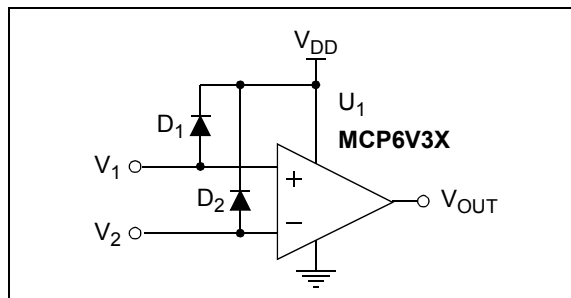 V_DD
U_1
D_1
MCP6V3X
V_1
+
D_2
V_OUT
V_2
−